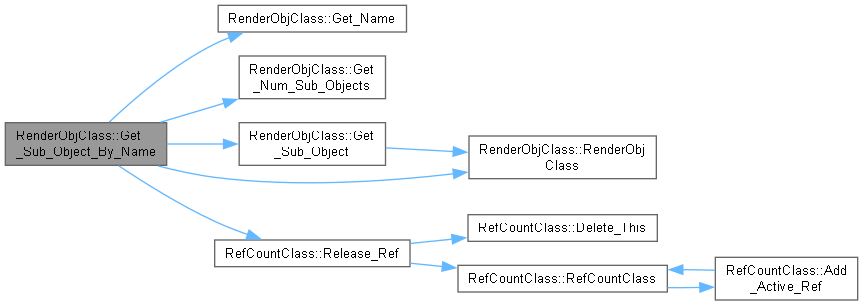 RenderObjClass::Get_Name
RenderObjClass::Get
_Num_Sub_Objects
RenderObjClass::Get
_Sub_Object_By_Name
RenderObjClass::Get
_Sub_Object
RenderObjClass::RenderObj
Class
RefCountClass::Release_Ref
RefCountClass::Delete_This
RefCountClass::RefCountClass
RefCountClass::Add
_Active_Ref